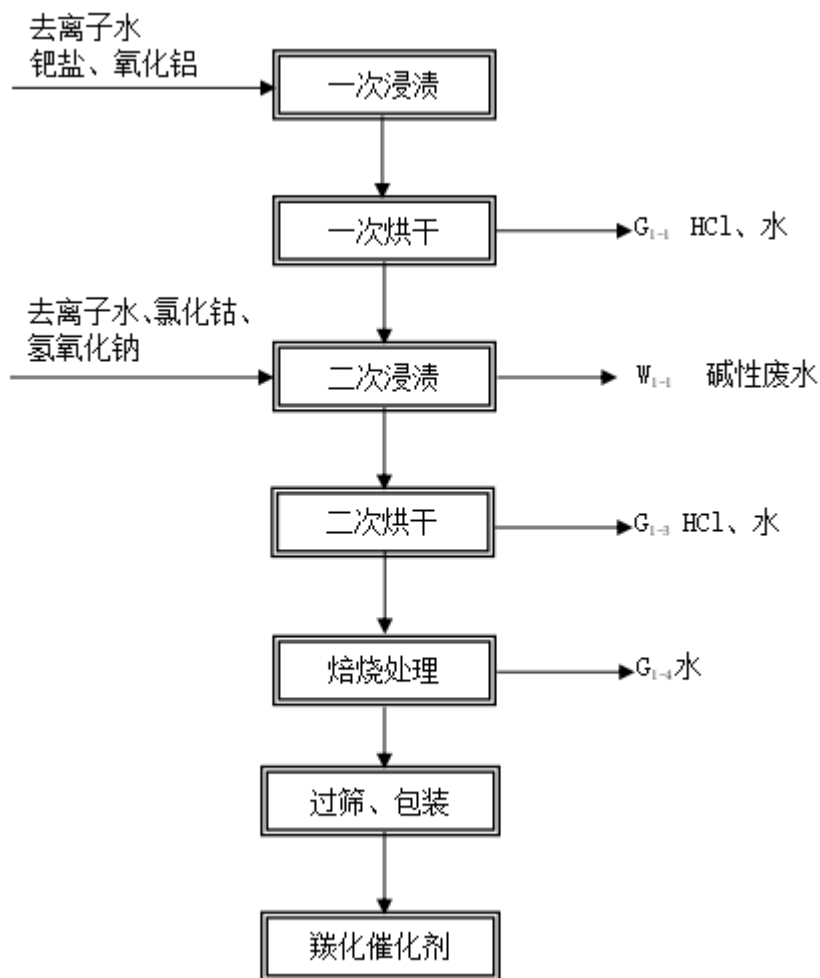 去离子水
钯盐、氧化铝
一次浸渍
一次烘干
G₁₋₁ HCl、水
去离子水、氯化钴、
氢氧化钠
二次浸渍
W₁₋₁ 碱性废水
二次烘干
G₁₋₃ HCl、水
焙烧处理
G₁₋₄水
过筛、包装
羰化催化剂